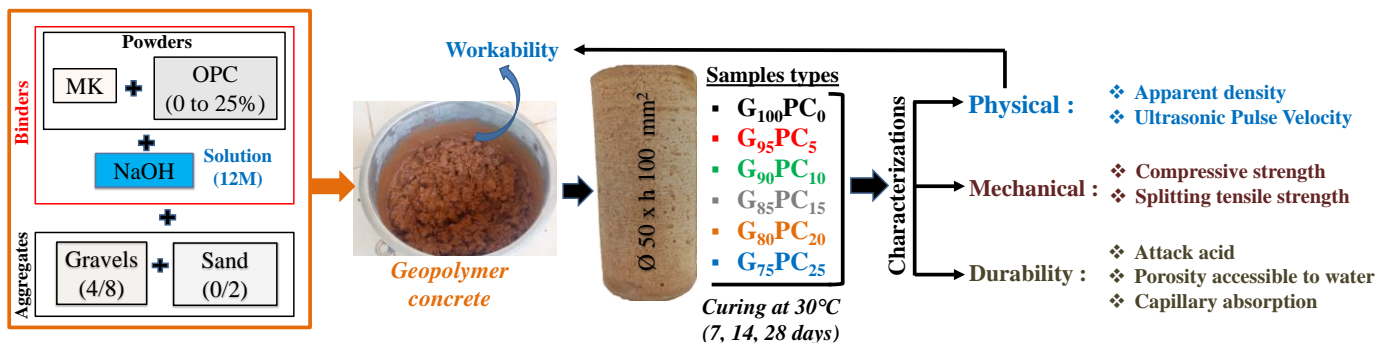 Binders
Powders
MK
+
OPC
(0 to 25%)
+
NaOH
Solution
(12M)
+
Aggregates
Gravels
(4/8)
+
Sand
(0/2)
Workability
Geopolymer
concrete
Ø 50 x h 100 mm²
Samples types
▪ G₁₀₀PC₀
▪ G₉₅PC₅
▪ G₉₀PC₁₀
▪ G₈₅PC₁₅
▪ G₈₀PC₂₀
▪ G₇₅PC₂₅
Curing at 30°C
(7, 14, 28 days)
Characterizations
Physical :
❖ Apparent density
❖ Ultrasonic Pulse Velocity
Mechanical :
❖ Compressive strength
❖ Splitting tensile strength
Durability :
❖ Attack acid
❖ Porosity accessible to water
❖ Capillary absorption